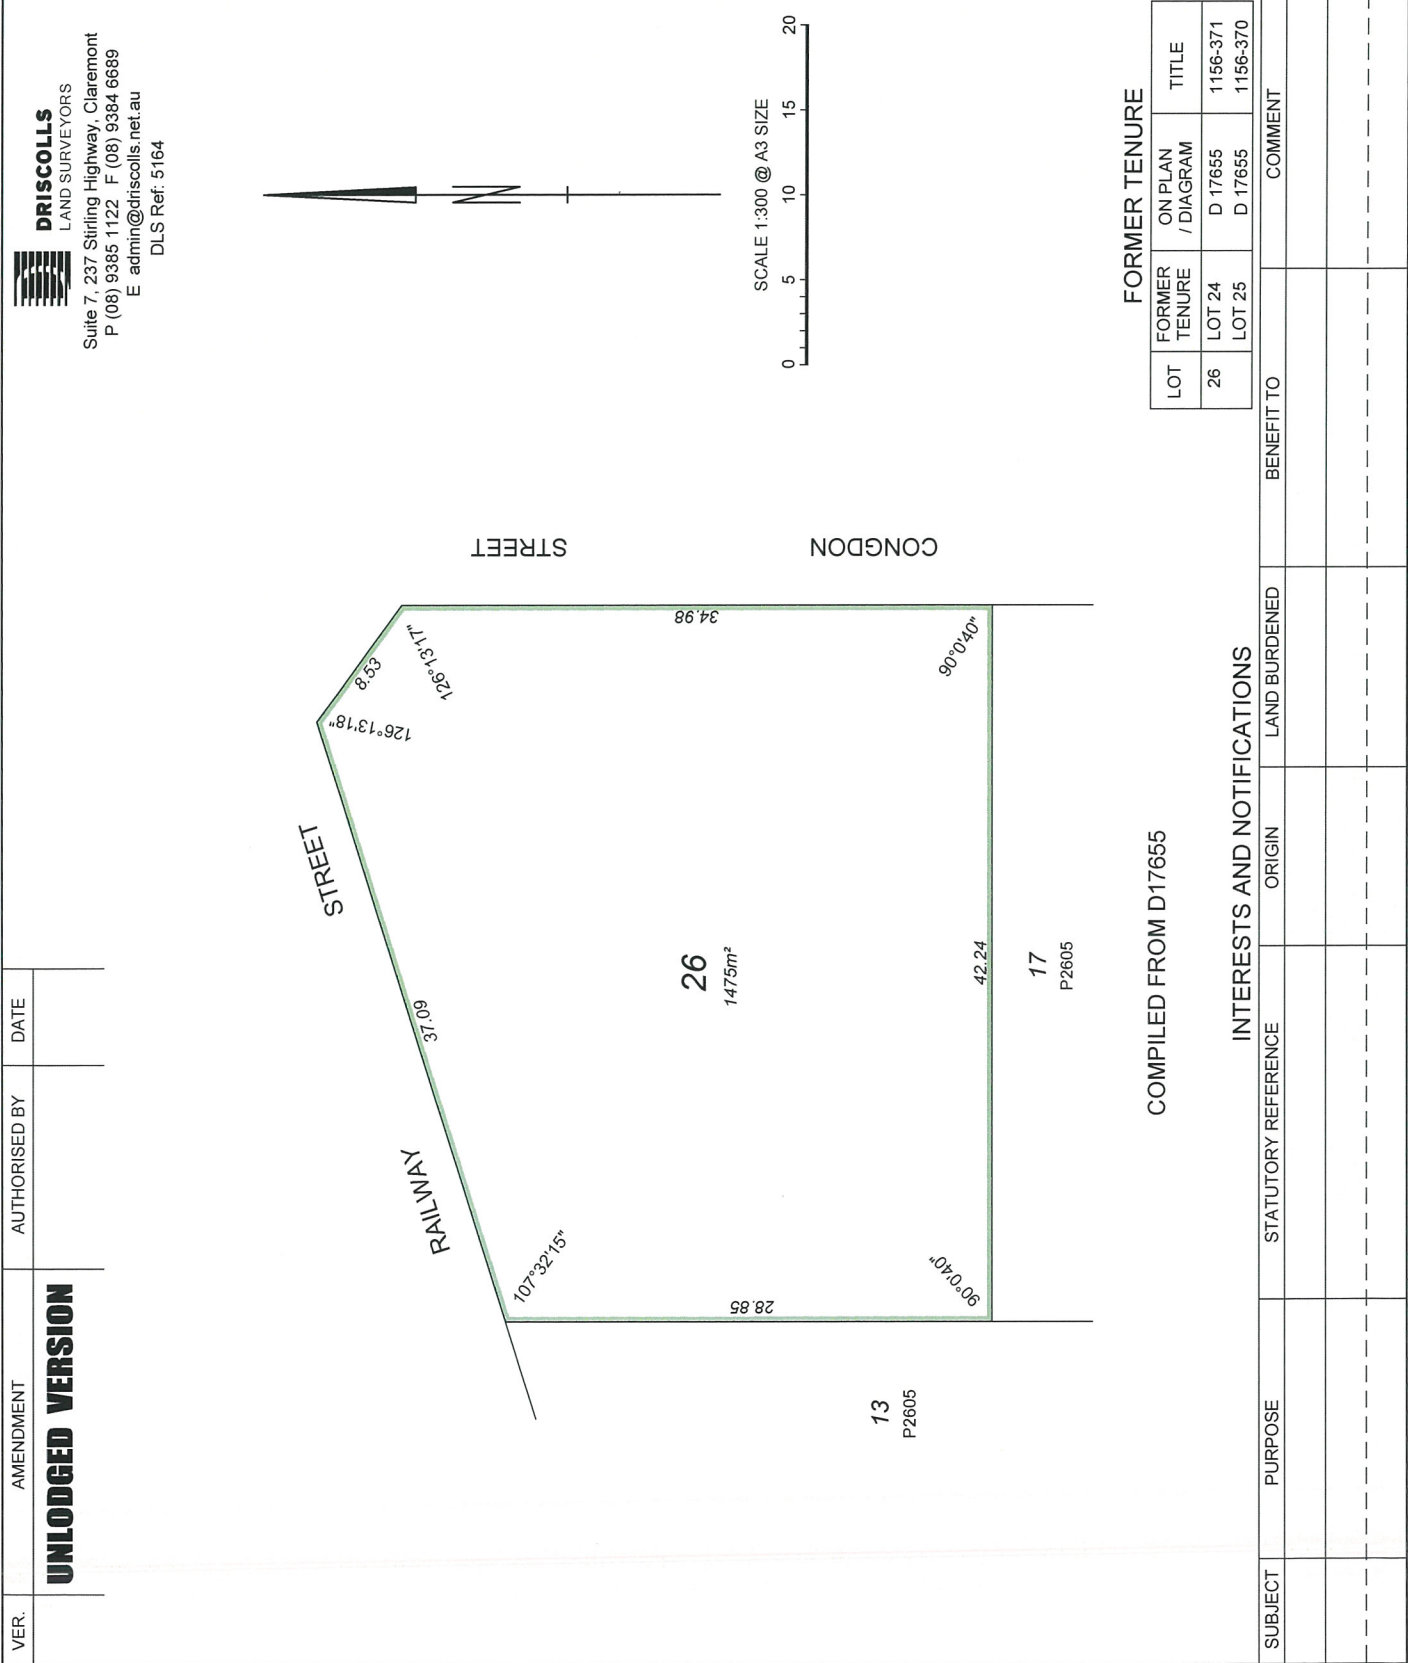 VER.
AMENDMENT
AUTHORISED BY
DATE
UNLODGED VERSION
DRISCOLLS
LAND SURVEYORS
Suite 7, 237 Stirling Highway, Claremont
P (08) 9385 1122 F (08) 9384 6689
E admin@driscolls.net.au
DLS Ref: 5164
N
SCALE 1:300 @ A3 SIZE
0 5 10 15 20
RAILWAY STREET
CONGDON STREET
37.09
8.53
126°13'18"
126°13'17"
34.98
107°32'15"
28.85
90°0'40"
90°0'40"
42.24
26
1475m²
13
P2605
17
P2605
COMPILED FROM D17655
FORMER TENURE
LOT
FORMER TENURE
ON PLAN / DIAGRAM
TITLE
26 LOT 24 D 17655 1156-371
LOT 25 D 17655 1156-370
INTERESTS AND NOTIFICATIONS
SUBJECT
PURPOSE
STATUTORY REFERENCE
ORIGIN
LAND BURDENED
BENEFIT TO
COMMENT